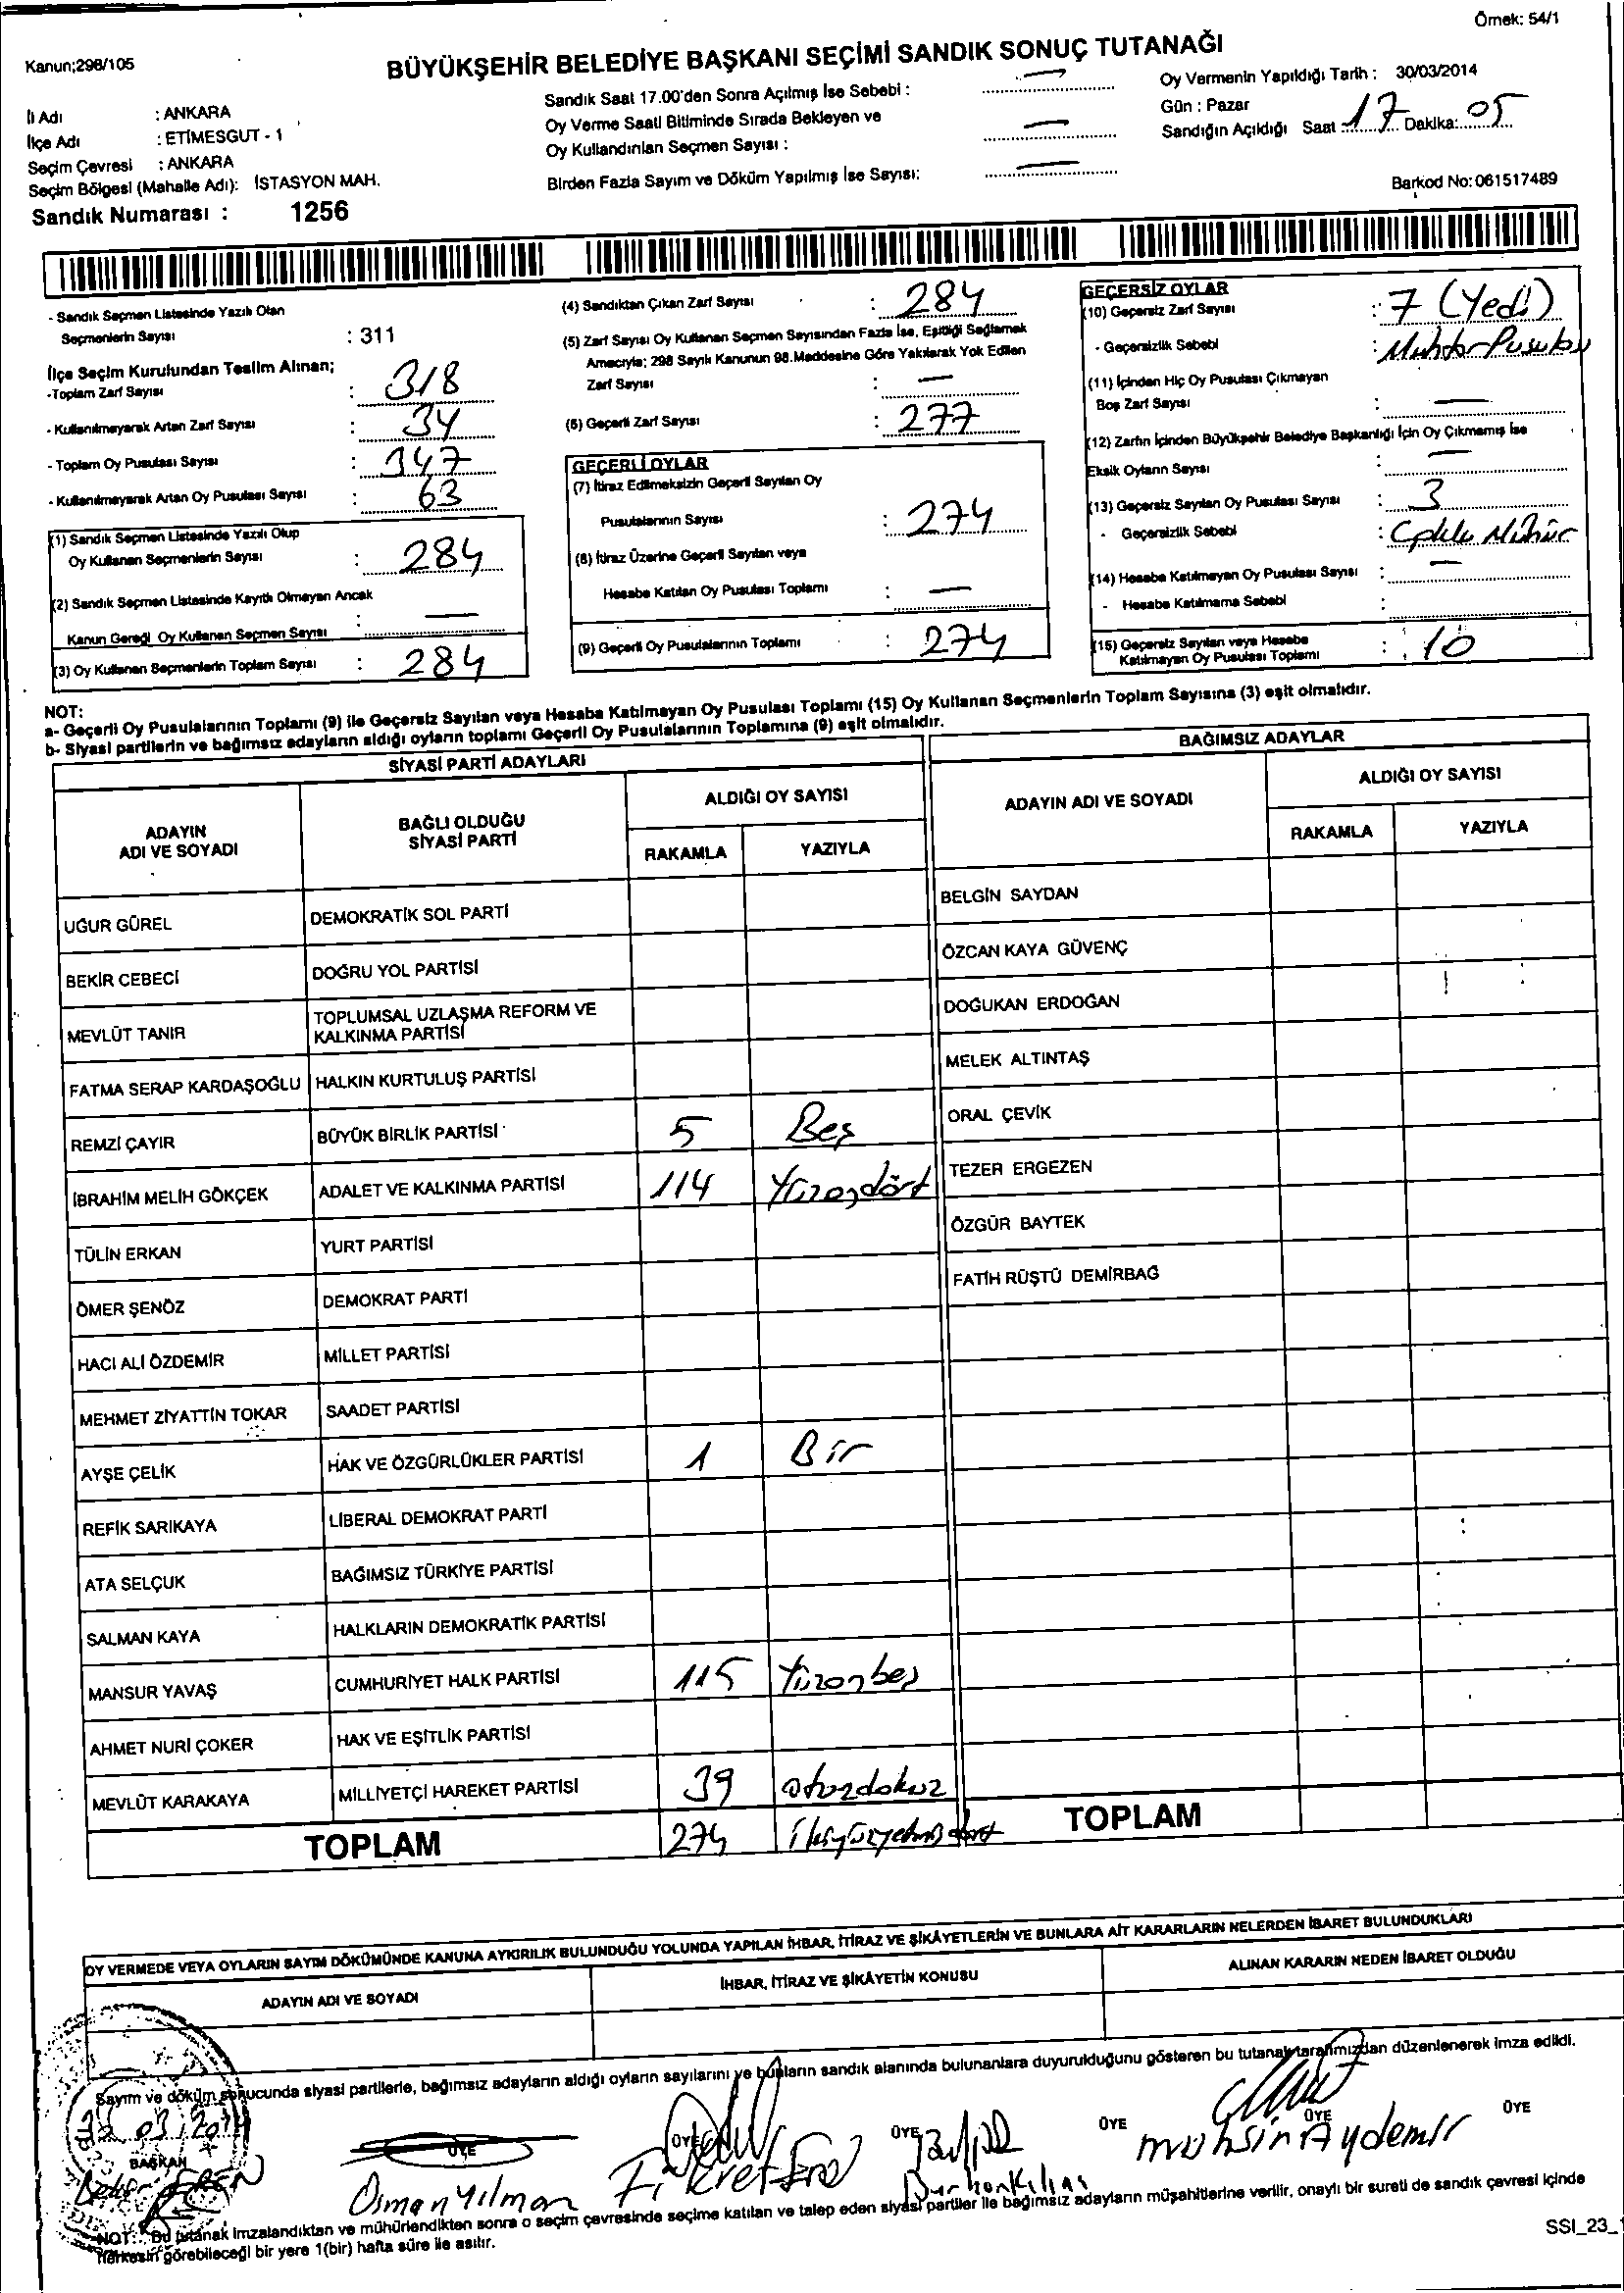 Örnek: 54/1
Kanun;298/105
BÜYÜKŞEHİR BELEDİYE BAŞKANI SEÇİMİ SANDIK SONUÇ TUTANAĞI
İl Adı : ANKARA
İlçe Adı : ETİMESGUT - 1
Seçim Çevresi : ANKARA
Seçim Bölgesi (Mahalle Adı): İSTASYON MAH.
Sandık Numarası : 1256
Sandık Saat 17.00'den Sonra Açılmış İse Sebebi : —
Oy Verme Saati Bitiminde Sırada Bekleyen ve
Oy Kullandırılan Seçmen Sayısı : —
Birden Fazla Sayım ve Döküm Yapılmış İse Sayısı: —
Oy Vermenin Yapıldığı Tarih : 30/03/2014
Gün : Pazar
Sandığın Açıldığı Saat : 17 Dakika: 05
Barkod No: 061517489
- Sandık Seçmen Listesinde Yazılı Olan
Seçmenlerin Sayısı : 311
İlçe Seçim Kurulundan Teslim Alınan;
-Toplam Zarf Sayısı : 318
- Kullanılmayarak Artan Zarf Sayısı : 34
- Toplam Oy Pusulası Sayısı : 347
- Kullanılmayarak Artan Oy Pusulası Sayısı : 63
(1) Sandık Seçmen Listesinde Yazılı Olup
Oy Kullanan Seçmenlerin Sayısı : 284
(2) Sandık Seçmen Listesinde Kayıtlı Olmayan Ancak
Kanun Gereği Oy Kullanan Seçmen Sayısı : —
(3) Oy Kullanan Seçmenlerin Toplam Sayısı : 284
(4) Sandıktan Çıkan Zarf Sayısı : 284
(5) Zarf Sayısı Oy Kullanan Seçmen Sayısından Fazla İse, Eşitliği Sağlamak
Amacıyla; 298 Sayılı Kanunun 98.Maddesine Göre Yakılarak Yok Edilen
Zarf Sayısı : —
(6) Geçerli Zarf Sayısı : 277
GEÇERLİ OYLAR
(7) İtiraz Edilmeksizin Geçerli Sayılan Oy
Pusulalarının Sayısı : 274
(8) İtiraz Üzerine Geçerli Sayılan veya
Hesaba Katılan Oy Pusulası Toplamı : —
(9) Geçerli Oy Pusulalarının Toplamı : 274
GEÇERSİZ OYLAR
(10) Geçersiz Zarf Sayısı : 7 (Yedi)
- Geçersizlik Sebebi : Muhtar Pusulası
(11) İçinden Hiç Oy Pusulası Çıkmayan
Boş Zarf Sayısı : —
(12) Zarfın İçinden Büyükşehir Belediye Başkanlığı İçin Oy Çıkmamış İse
Eksik Oyların Sayısı : —
(13) Geçersiz Sayılan Oy Pusulası Sayısı : 3
- Geçersizlik Sebebi : Çoklu Mühür
(14) Hesaba Katılmayan Oy Pusulası Sayısı : —
- Hesaba Katılmama Sebebi :
(15) Geçersiz Sayılan veya Hesaba
Katılmayan Oy Pusulası Toplamı : 10
NOT:
a- Geçerli Oy Pusulalarının Toplamı (9) ile Geçersiz Sayılan veya Hesaba Katılmayan Oy Pusulası Toplamı (15) Oy Kullanan Seçmenlerin Toplam Sayısına (3) eşit olmalıdır.
b- Siyasi partilerin ve bağımsız adayların aldığı oyların toplamı Geçerli Oy Pusulalarının Toplamına (9) eşit olmalıdır.
SİYASİ PARTİ ADAYLARI
ADAYIN ADI VE SOYADI
BAĞLI OLDUĞU SİYASİ PARTİ
ALDIĞI OY SAYISI
RAKAMLA YAZIYLA
UĞUR GÜREL DEMOKRATİK SOL PARTİ
BEKİR CEBECİ DOĞRU YOL PARTİSİ
MEVLÜT TANIR TOPLUMSAL UZLAŞMA REFORM VE
KALKINMA PARTİSİ
FATMA SERAP KARDAŞOĞLU HALKIN KURTULUŞ PARTİSİ
REMZİ ÇAYIR BÜYÜK BİRLİK PARTİSİ 5 Beş
İBRAHİM MELİH GÖKÇEK ADALET VE KALKINMA PARTİSİ 114 Yüzondört
TÜLİN ERKAN YURT PARTİSİ
ÖMER ŞENÖZ DEMOKRAT PARTİ
HACI ALİ ÖZDEMİR MİLLET PARTİSİ
MEHMET ZİYATTİN TOKAR SAADET PARTİSİ
AYŞE ÇELİK HAK VE ÖZGÜRLÜKLER PARTİSİ 1 Bir
REFİK SARIKAYA LİBERAL DEMOKRAT PARTİ
ATA SELÇUK BAĞIMSIZ TÜRKİYE PARTİSİ
SALMAN KAYA HALKLARIN DEMOKRATİK PARTİSİ
MANSUR YAVAŞ CUMHURİYET HALK PARTİSİ 115 Yüzonbeş
AHMET NURİ ÇOKER HAK VE EŞİTLİK PARTİSİ
MEVLÜT KARAKAYA MİLLİYETÇİ HAREKET PARTİSİ 39 otuzdokuz
TOPLAM 274 ikiyüzyetmişdört
BAĞIMSIZ ADAYLAR
ADAYIN ADI VE SOYADI
ALDIĞI OY SAYISI
RAKAMLA YAZIYLA
BELGİN SAYDAN
ÖZCAN KAYA GÜVENÇ
DOĞUKAN ERDOĞAN
MELEK ALTINTAŞ
ORAL ÇEVİK
TEZER ERGEZEN
ÖZGÜR BAYTEK
FATİH RÜŞTÜ DEMİRBAĞ
TOPLAM
OY VERMEDE VEYA OYLARIN SAYIM DÖKÜMÜNDE KANUNA AYKIRILIK BULUNDUĞU YOLUNDA YAPILAN İHBAR, İTİRAZ VE ŞİKÂYETLERİN VE BUNLARA AİT KARARLARIN NELERDEN İBARET BULUNDUKLARI
ADAYIN ADI VE SOYADI İHBAR, İTİRAZ VE ŞİKÂYETİN KONUSU ALINAN KARARIN NEDEN İBARET OLDUĞU
Sayım ve döküm sonucunda siyasi partilerle, bağımsız adayların aldığı oyların sayılarını ve bunların sandık alanında bulunanlara duyurulduğunu gösteren bu tutanak tarafımızdan düzenlenerek imza edildi.
BAŞKAN ÜYE ÜYE ÜYE ÜYE ÜYE ÜYE
EREN Osman Yılman Fikret Burhan Kılıç Muhsin Aydemir
NOT: Bu tutanak imzalandıktan ve mühürlendikten sonra o seçim çevresinde seçime katılan ve talep eden siyasi partiler ile bağımsız adayların müşahitlerine verilir, onaylı bir sureti de sandık çevresi içinde
herkesin görebileceği bir yere 1(bir) hafta süre ile asılır.
SSI_23_